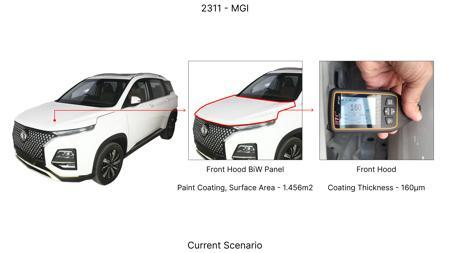 2311 - MGI
Front Hood BiW Panel
Paint Coating, Surface Area - 1.456m2
160
Front Hood
Coating Thickness - 160μm
Current Scenario